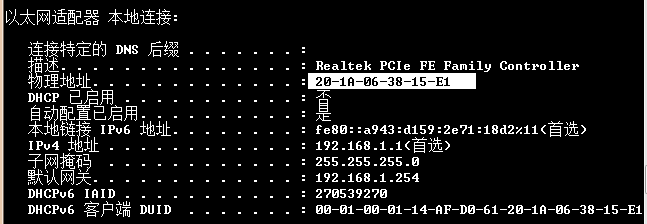 以太网适配器 本地连接:
连接特定的 DNS 后缀 . . . . . . . :
描述. . . . . . . . . . . . . . . : Realtek PCIe FE Family Controller
物理地址. . . . . . . . . . . . . : 20-1A-06-38-15-E1
DHCP 已启用 . . . . . . . . . . . : 否
自动配置已启用. . . . . . . . . . : 是
本地链接 IPv6 地址. . . . . . . . : fe80::a943:d159:2e71:18d2%11(首选)
IPv4 地址 . . . . . . . . . . . . : 192.168.1.1(首选)
子网掩码 . . . . . . . . . . . . : 255.255.255.0
默认网关. . . . . . . . . . . . . : 192.168.1.254
DHCPv6 IAID . . . . . . . . . . . : 270539270
DHCPv6 客户端 DUID . . . . . . . : 00-01-00-01-14-AF-D0-61-20-1A-06-38-15-E1